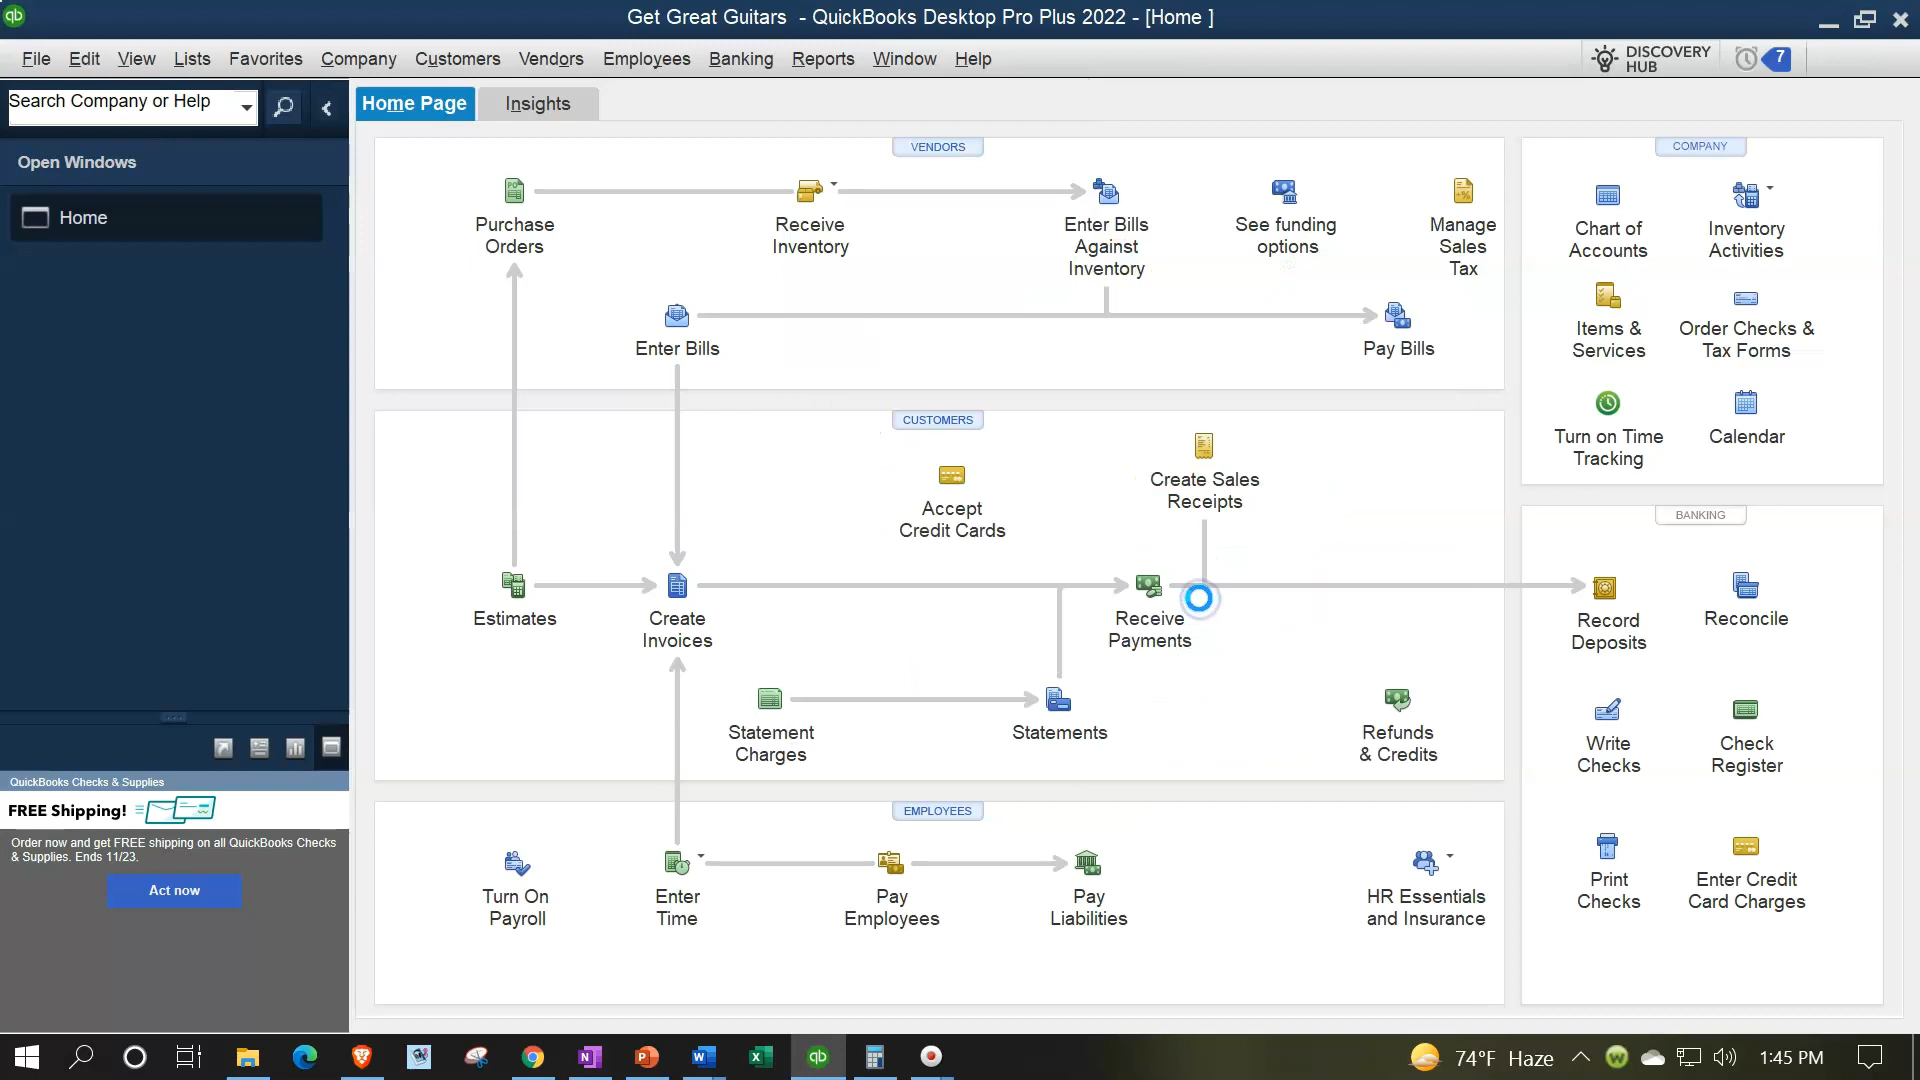 qb
Get Great Guitars - QuickBooks Desktop Pro Plus 2022 - [Home ]
File Edit View Lists Favorites Company Customers Vendors Employees Banking Reports Window Help
DISCOVERY
HUB
7
Search Company or Help
Home Page
Insights
Open Windows
Home
VENDORS
Purchase
Orders
Receive
Inventory
Enter Bills
Against
Inventory
See funding
options
Manage
Sales
Tax
Enter Bills
Pay Bills
CUSTOMERS
Create Sales
Receipts
Accept
Credit Cards
Estimates
Create
Invoices
Receive
Payments
Statement
Charges
Statements
Refunds
& Credits
EMPLOYEES
Turn On
Payroll
Enter
Time
Pay
Employees
Pay
Liabilities
HR Essentials
and Insurance
COMPANY
Chart of
Accounts
Inventory
Activities
Items &
Services
Order Checks &
Tax Forms
Turn on Time
Tracking
Calendar
BANKING
Record
Deposits
Reconcile
Write
Checks
Check
Register
Print
Checks
Enter Credit
Card Charges
QuickBooks Checks & Supplies
FREE Shipping!
Order now and get FREE shipping on all QuickBooks Checks
& Supplies. Ends 11/23.
Act now
74°F Haze
1:45 PM